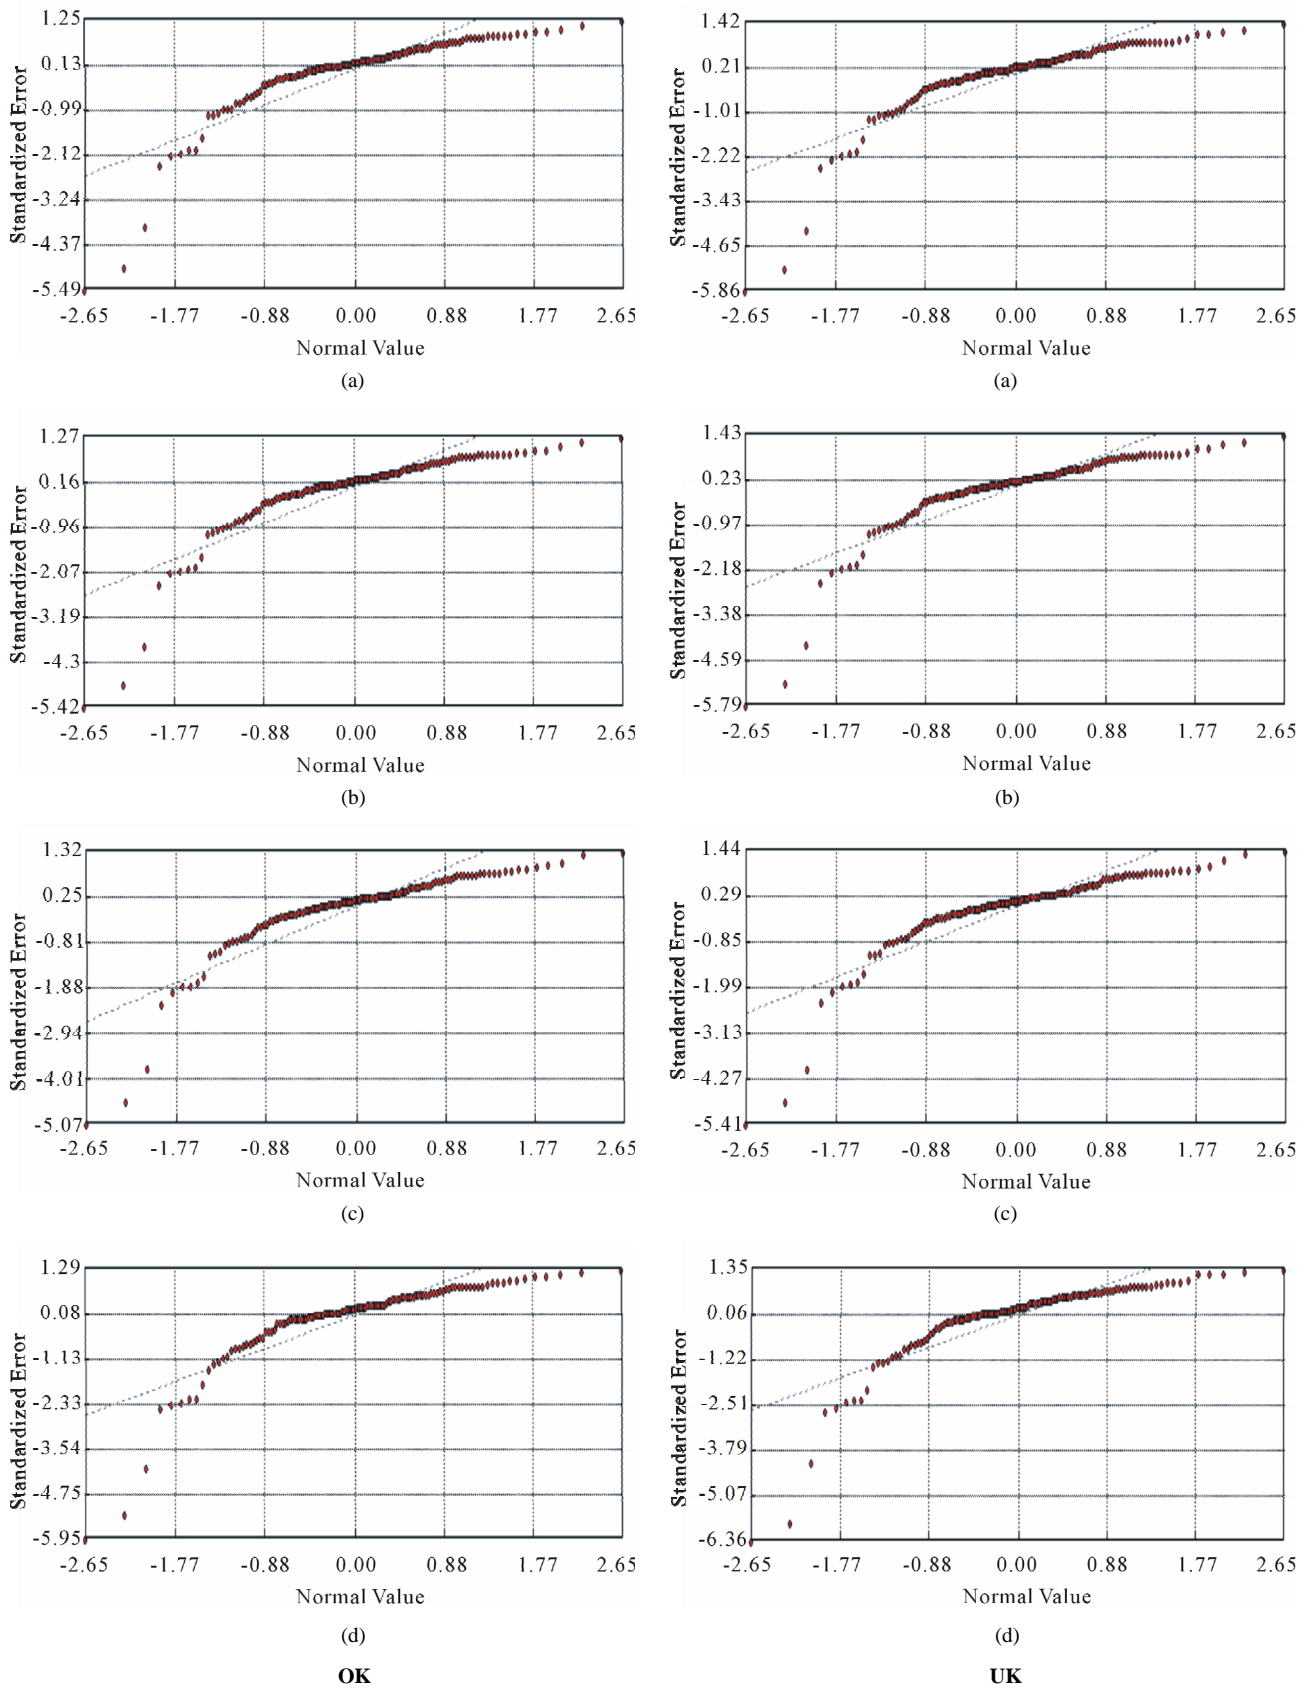 1.25
0.13
-0.99
-2.12
-3.24
-4.37
-5.49
Standardized Error
-2.65 -1.77 -0.88 0.00 0.88 1.77 2.65
Normal Value
(a)
1.42
0.21
-1.01
-2.22
-3.43
-4.65
-5.86
Standardized Error
-2.65 -1.77 -0.88 0.00 0.88 1.77 2.65
Normal Value
(a)
1.27
0.16
-0.96
-2.07
-3.19
-4.3
-5.42
Standardized Error
-2.65 -1.77 -0.88 0.00 0.88 1.77 2.65
Normal Value
(b)
1.43
0.23
-0.97
-2.18
-3.38
-4.59
-5.79
Standardized Error
-2.65 -1.77 -0.88 0.00 0.88 1.77 2.65
Normal Value
(b)
1.32
0.25
-0.81
-1.88
-2.94
-4.01
-5.07
Standardized Error
-2.65 -1.77 -0.88 0.00 0.88 1.77 2.65
Normal Value
(c)
1.44
0.29
-0.85
-1.99
-3.13
-4.27
-5.41
Standardized Error
-2.65 -1.77 -0.88 0.00 0.88 1.77 2.65
Normal Value
(c)
1.29
0.08
-1.13
-2.33
-3.54
-4.75
-5.95
Standardized Error
-2.65 -1.77 -0.88 0.00 0.88 1.77 2.65
Normal Value
(d)
OK
1.35
0.06
-1.22
-2.51
-3.79
-5.07
-6.36
Standardized Error
-2.65 -1.77 -0.88 0.00 0.88 1.77 2.65
Normal Value
(d)
UK